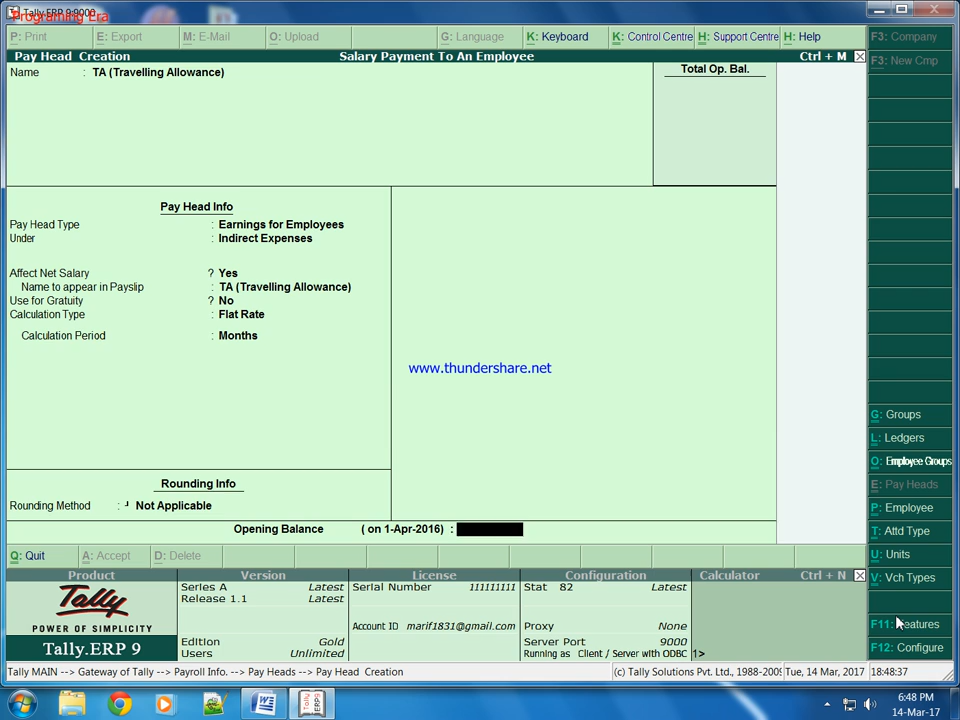 Tally.ERP 9:9000
Programing Era
P: Print E: Export M: E-Mail O: Upload G: Language K: Keyboard K: Control Centre H: Support Centre H: Help F3: Company
F3: New Cmp
Pay Head Creation Salary Payment To An Employee Ctrl + M
Name : TA (Travelling Allowance) Total Op. Bal.
Pay Head Info
Pay Head Type : Earnings for Employees
Under : Indirect Expenses
Affect Net Salary ? Yes
Name to appear in Payslip : TA (Travelling Allowance)
Use for Gratuity ? No
Calculation Type : Flat Rate
Calculation Period : Months
www.thundershare.net
G: Groups
L: Ledgers
O: Employee Groups
E: Pay Heads
P: Employee
T: Attd Type
U: Units
V: Vch Types
F11: Features
F12: Configure
Rounding Info
Rounding Method : ┘ Not Applicable
Opening Balance ( on 1-Apr-2016) :
Q: Quit A: Accept D: Delete
Product Version License Configuration Calculator Ctrl + N
Tally
POWER OF SIMPLICITY
Tally.ERP 9
Series A Latest
Release 1.1 Latest
Edition Gold
Users Unlimited
Serial Number 111111111
Account ID marif1831@gmail.com
Stat 82 Latest
Proxy None
Server Port 9000
Running as Client / Server with ODBC
1>
Tally MAIN --> Gateway of Tally --> Payroll Info. --> Pay Heads --> Pay Head Creation (c) Tally Solutions Pvt. Ltd., 1988-2009 Tue, 14 Mar, 2017 18:48:37
6:48 PM
14-Mar-17